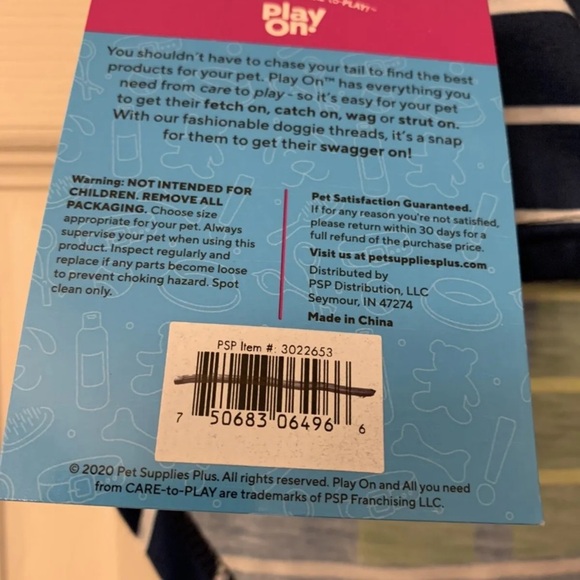 to-PLAY!™
Play
On™
You shouldn't have to chase your tail to find the best
products for your pet. Play On™ has everything you
need from care to play - so it's easy for your pet
to get their fetch on, catch on, wag or strut on.
With our fashionable doggie threads, it's a snap
for them to get their swagger on!
Warning: NOT INTENDED FOR
CHILDREN. REMOVE ALL
PACKAGING. Choose size
appropriate for your pet. Always
supervise your pet when using this
product. Inspect regularly and
replace if any parts become loose
to prevent choking hazard. Spot
clean only.
Pet Satisfaction Guaranteed.
If for any reason you're not satisfied,
please return within 30 days for a
full refund of the purchase price.
Visit us at petsuppliesplus.com
Distributed by
PSP Distribution, LLC
Seymour, IN 47274
Made in China
PSP Item #: 3022653
7 50683 06496 6
© 2020 Pet Supplies Plus. All rights reserved. Play On and All you need
from CARE-to-PLAY are trademarks of PSP Franchising LLC.